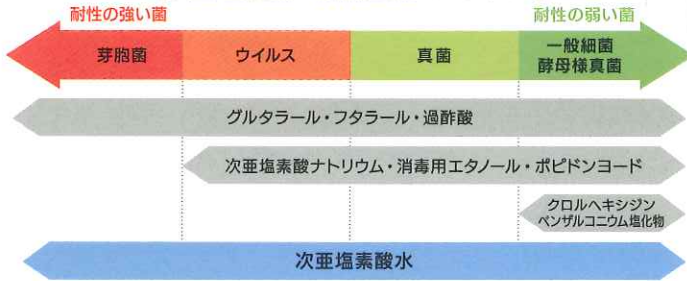 耐性の強い菌
耐性の弱い菌
芽胞菌
ウイルス
真菌
一般細菌
酵母様真菌
グルタラール・フタラール・過酢酸
次亜塩素酸ナトリウム・消毒用エタノール・ポピドンヨード
クロルヘキシジン
ベンザルコニウム塩化物
次亜塩素酸水